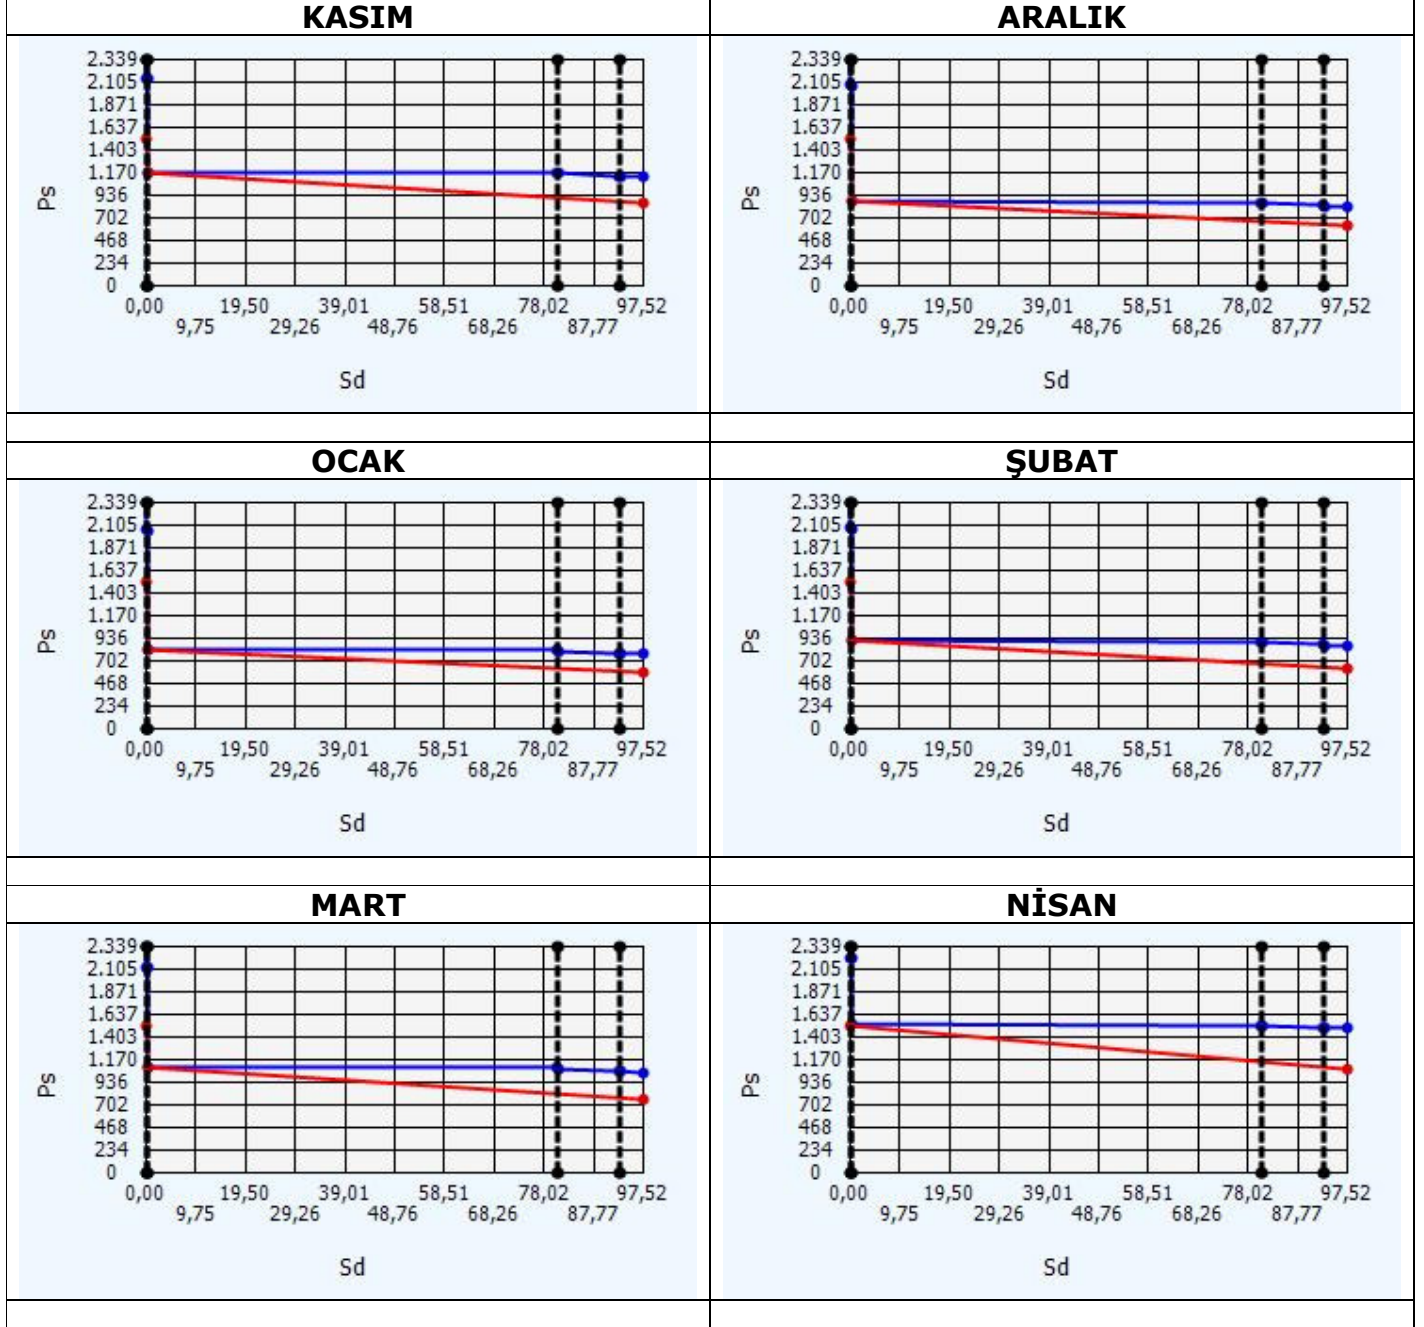 KASIM
2.339
2.105
1.871
1.637
1.403
1.170
936
702
468
234
0
Ps
0,00 19,50 39,01 58,51 78,02 97,52
9,75 29,26 48,76 68,26 87,77
Sd
ARALIK
2.339
2.105
1.871
1.637
1.403
1.170
936
702
468
234
0
Ps
0,00 19,50 39,01 58,51 78,02 97,52
9,75 29,26 48,76 68,26 87,77
Sd
OCAK
2.339
2.105
1.871
1.637
1.403
1.170
936
702
468
234
0
Ps
0,00 19,50 39,01 58,51 78,02 97,52
9,75 29,26 48,76 68,26 87,77
Sd
ŞUBAT
2.339
2.105
1.871
1.637
1.403
1.170
936
702
468
234
0
Ps
0,00 19,50 39,01 58,51 78,02 97,52
9,75 29,26 48,76 68,26 87,77
Sd
MART
2.339
2.105
1.871
1.637
1.403
1.170
936
702
468
234
0
Ps
0,00 19,50 39,01 58,51 78,02 97,52
9,75 29,26 48,76 68,26 87,77
Sd
NİSAN
2.339
2.105
1.871
1.637
1.403
1.170
936
702
468
234
0
Ps
0,00 19,50 39,01 58,51 78,02 97,52
9,75 29,26 48,76 68,26 87,77
Sd